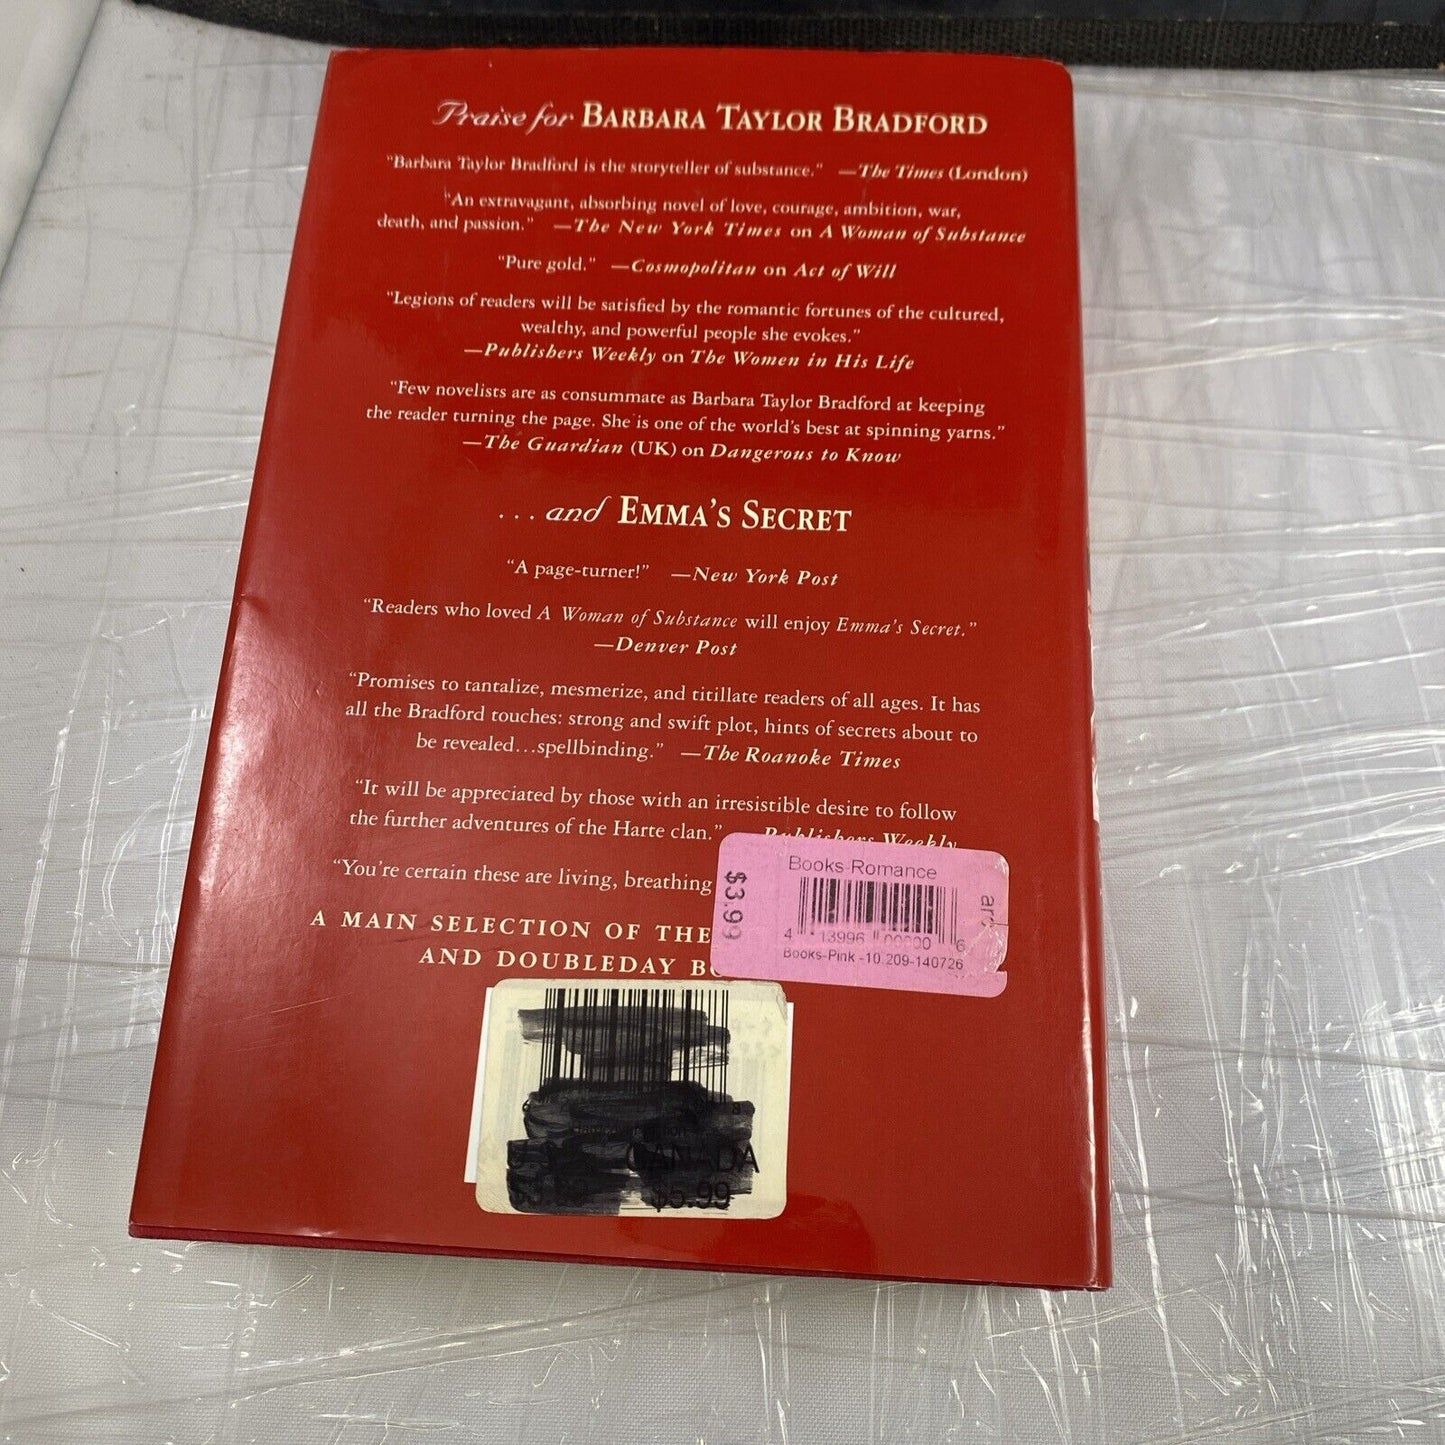 Praise for BARBARA TAYLOR BRADFORD
"Barbara Taylor Bradford is the storyteller of substance." —The Times (London)
"An extravagant, absorbing novel of love, courage, ambition, war,
death, and passion." —The New York Times on A Woman of Substance
"Pure gold." —Cosmopolitan on Act of Will
"Legions of readers will be satisfied by the romantic fortunes of the cultured,
wealthy, and powerful people she evokes."
—Publishers Weekly on The Women in His Life
"Few novelists are as consummate as Barbara Taylor Bradford at keeping
the reader turning the page. She is one of the world's best at spinning yarns."
—The Guardian (UK) on Dangerous to Know
...and EMMA'S SECRET
"A page-turner!" —New York Post
"Readers who loved A Woman of Substance will enjoy Emma's Secret."
—Denver Post
"Promises to tantalize, mesmerize, and titillate readers of all ages. It has
all the Bradford touches: strong and swift plot, hints of secrets about to
be revealed...spellbinding." —The Roanoke Times
"It will be appreciated by those with an irresistible desire to follow
the further adventures of the Harte clan." Publishers Weekly
"You're certain these are living, breathing
A MAIN SELECTION OF THE
AND DOUBLEDAY
Books-Romance
$3.99
4 13996 6
Books-Pink -10.209-140726
8
CANADA
$5.99